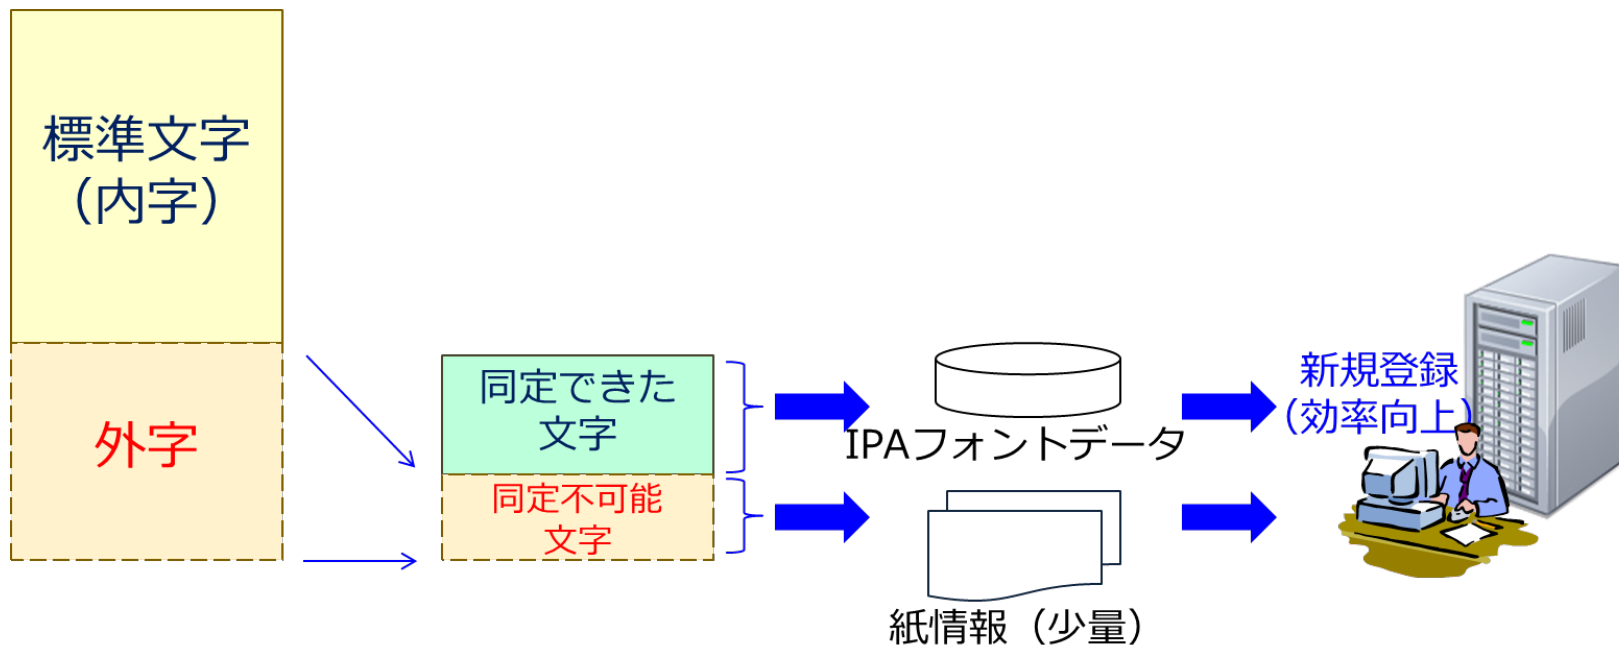 標準文字
（内字）
外字
同定できた
文字
同定不可能
文字
IPAフォントデータ
紙情報（少量）
新規登録
（効率向上）